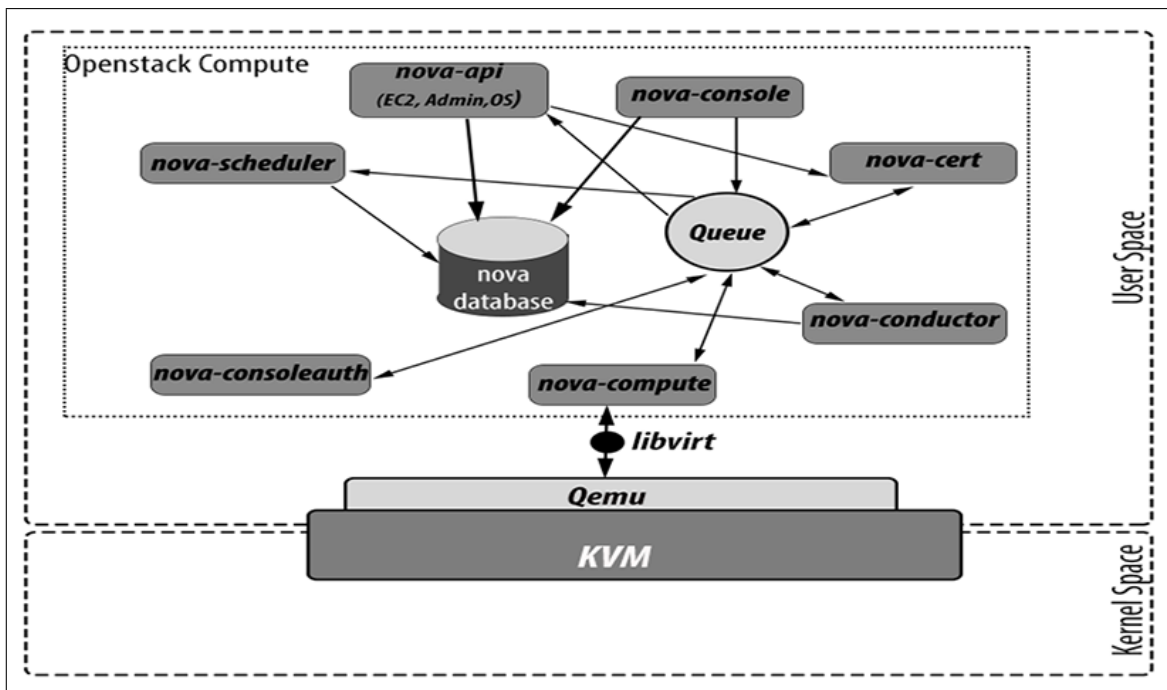 Openstack Compute
nova-api
(EC2, Admin,OS)
nova-console
nova-scheduler
nova-cert
Queue
nova
database
nova-conductor
nova-consoleauth
nova-compute
libvirt
Qemu
KVM
User Space
Kernel Space